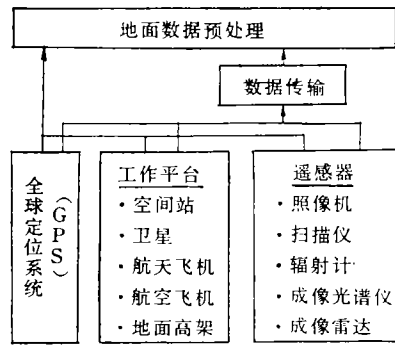 地面数据预处理
数据传输
全球定位系统
(GPS)
工作平台
·空间站
·卫星
·航天飞机
·航空飞机
·地面高架
遥感器
·照像机
·扫描仪
·辐射计
·成像光谱仪
·成像雷达